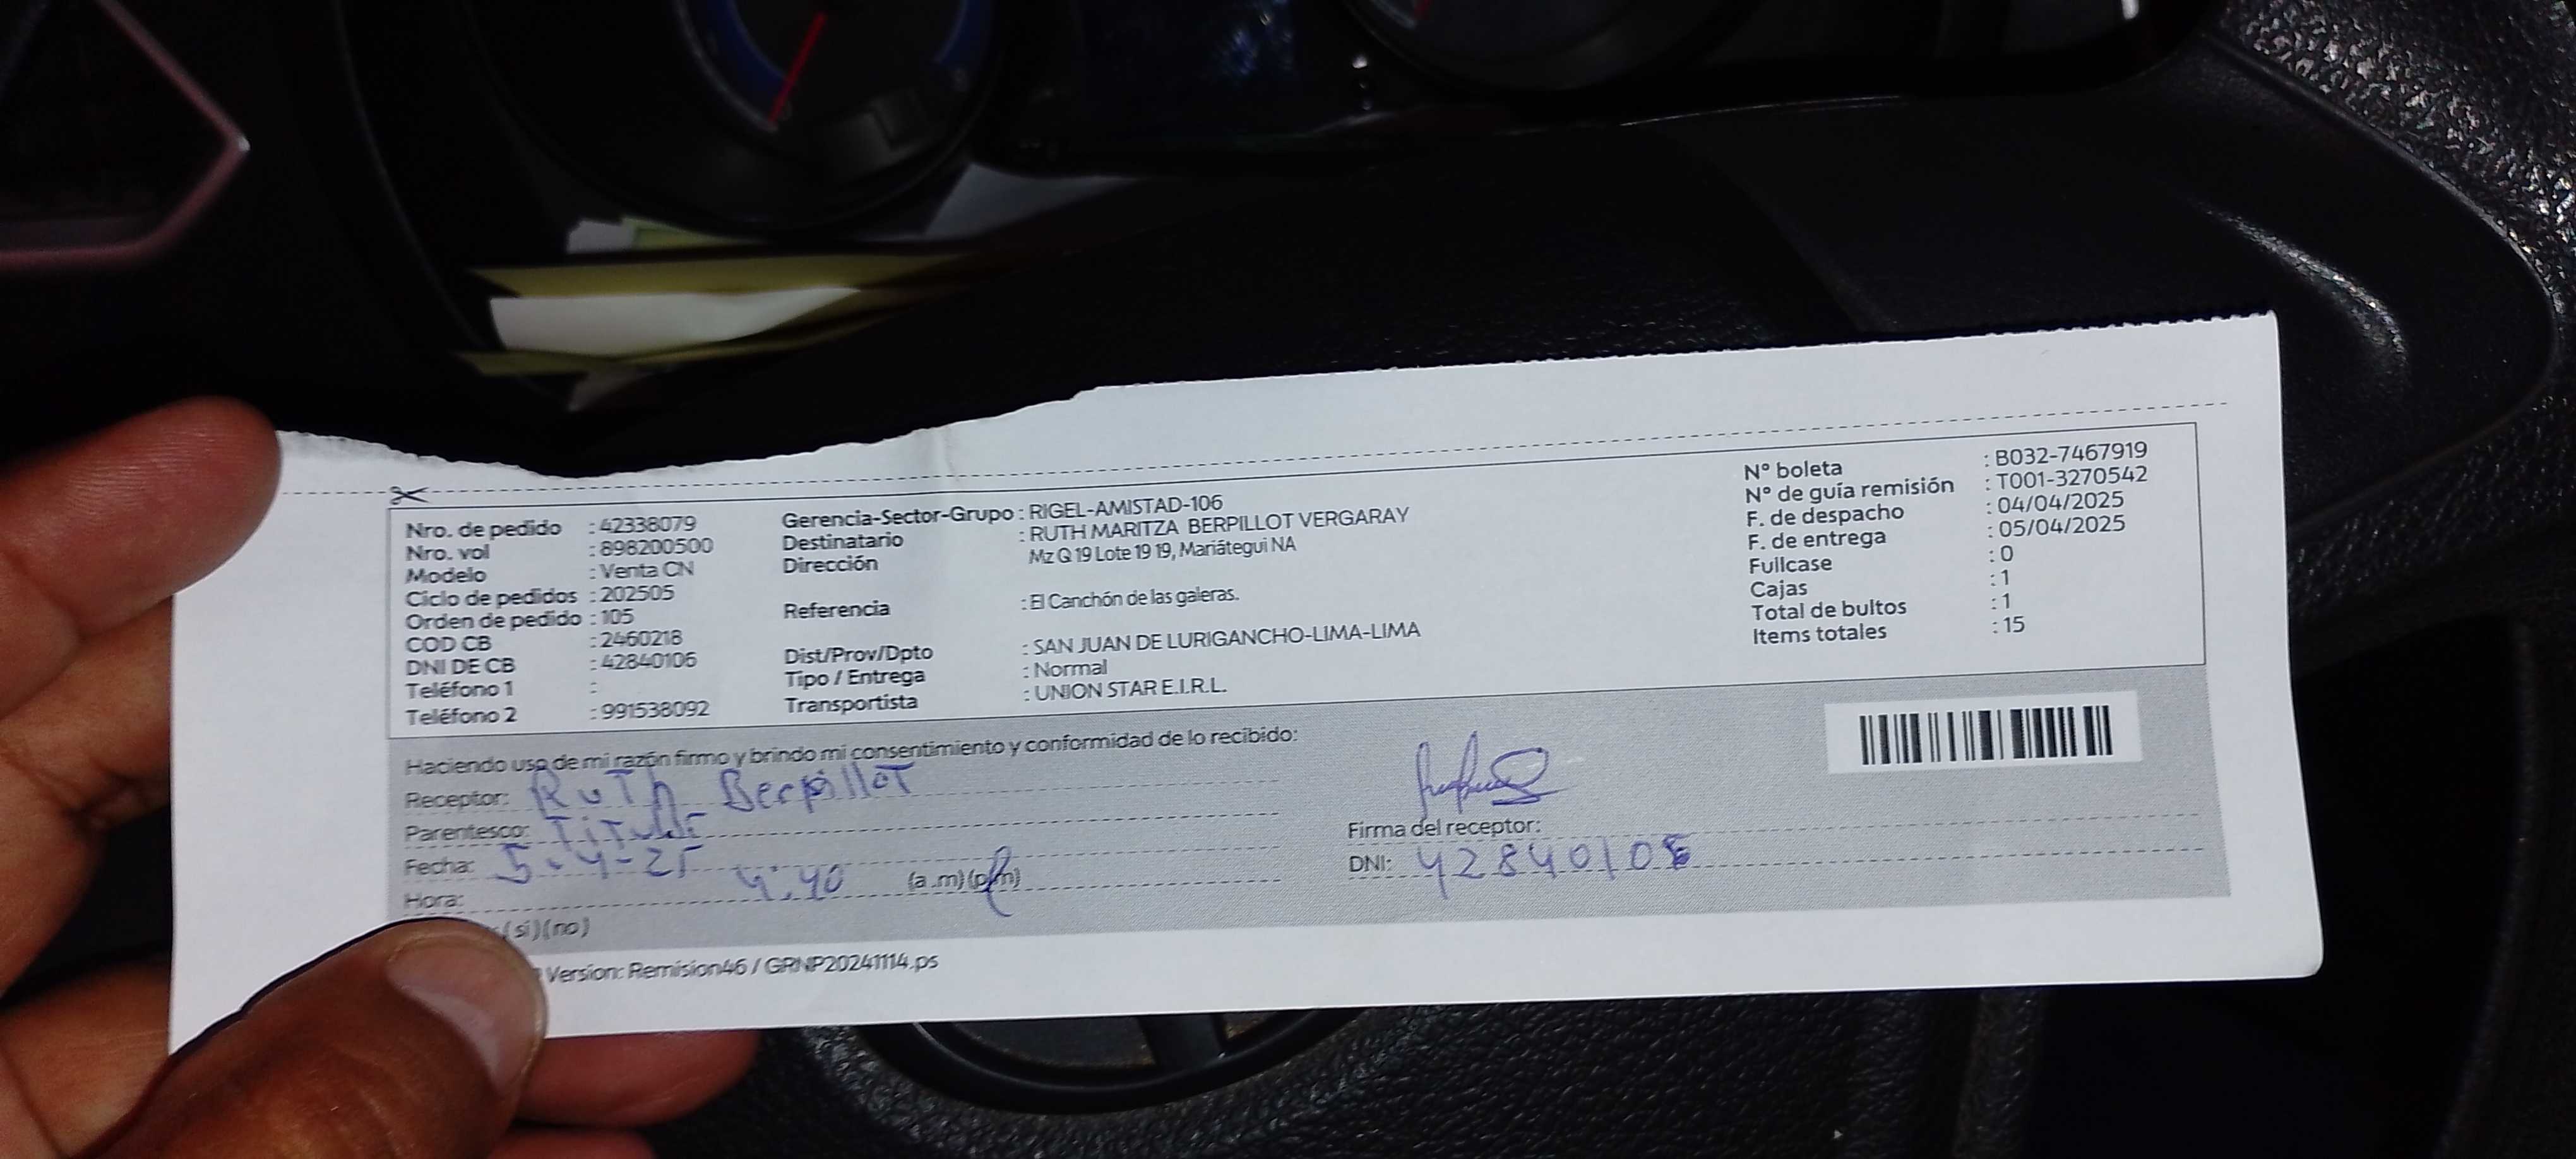 Nro. de pedido : 42338079
Nro. vol : 898200500
Modelo : Venta CN
Ciclo de pedidos : 202505
Orden de pedido : 105
COD CB : 2460218
DNI DE CB : 42840106
Teléfono 1 :
Teléfono 2 : 991538092
Gerencia-Sector-Grupo : RIGEL-AMISTAD-106
Destinatario : RUTH MARITZA BERPILLOT VERGARAY
Dirección : Mz Q 19 Lote 19 19, Mariátegui NA
Referencia : El Canchón de las galeras.
Dist/Prov/Dpto : SAN JUAN DE LURIGANCHO-LIMA-LIMA
Tipo / Entrega : Normal
Transportista : UNION STAR E.I.R.L.
N° boleta : B032-7467919
N° de guía remisión : T001-3270542
F. de despacho : 04/04/2025
F. de entrega : 05/04/2025
Fullcase : 0
Cajas : 1
Total de bultos : 1
Items totales : 15
Haciendo uso de mi razón firmo y brindo mi consentimiento y conformidad de lo recibido:
Receptor: RuTh BerpilloT
Parentesco:
Fecha: 5-4-25
Hora: 4:40 (a.m)(p.m)
(si)(no)
Firma del receptor:
DNI: 42840106
Version: Remision46 / GRNP20241114.ps